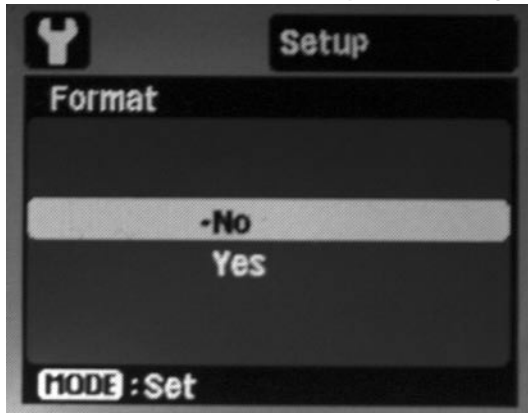 Setup
Format
-No
Yes
MODE :Set